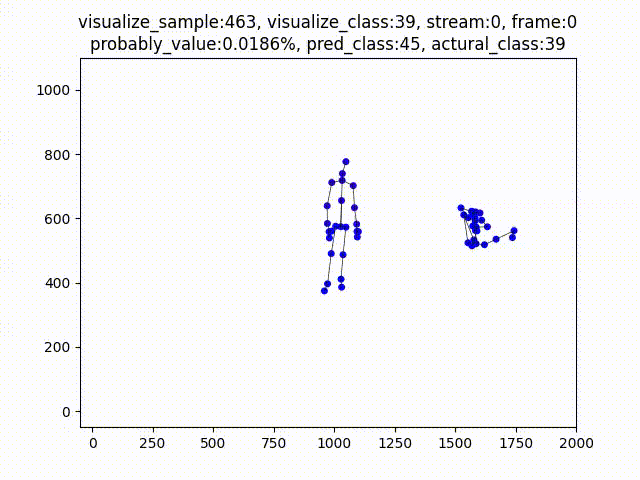 visualize_sample:463, visualize_class:39, stream:0, frame:0
probably_value:0.0186%, pred_class:45, actural_class:39
1000
800
600
400
200
0
0 250 500 750 1000 1250 1500 1750 2000